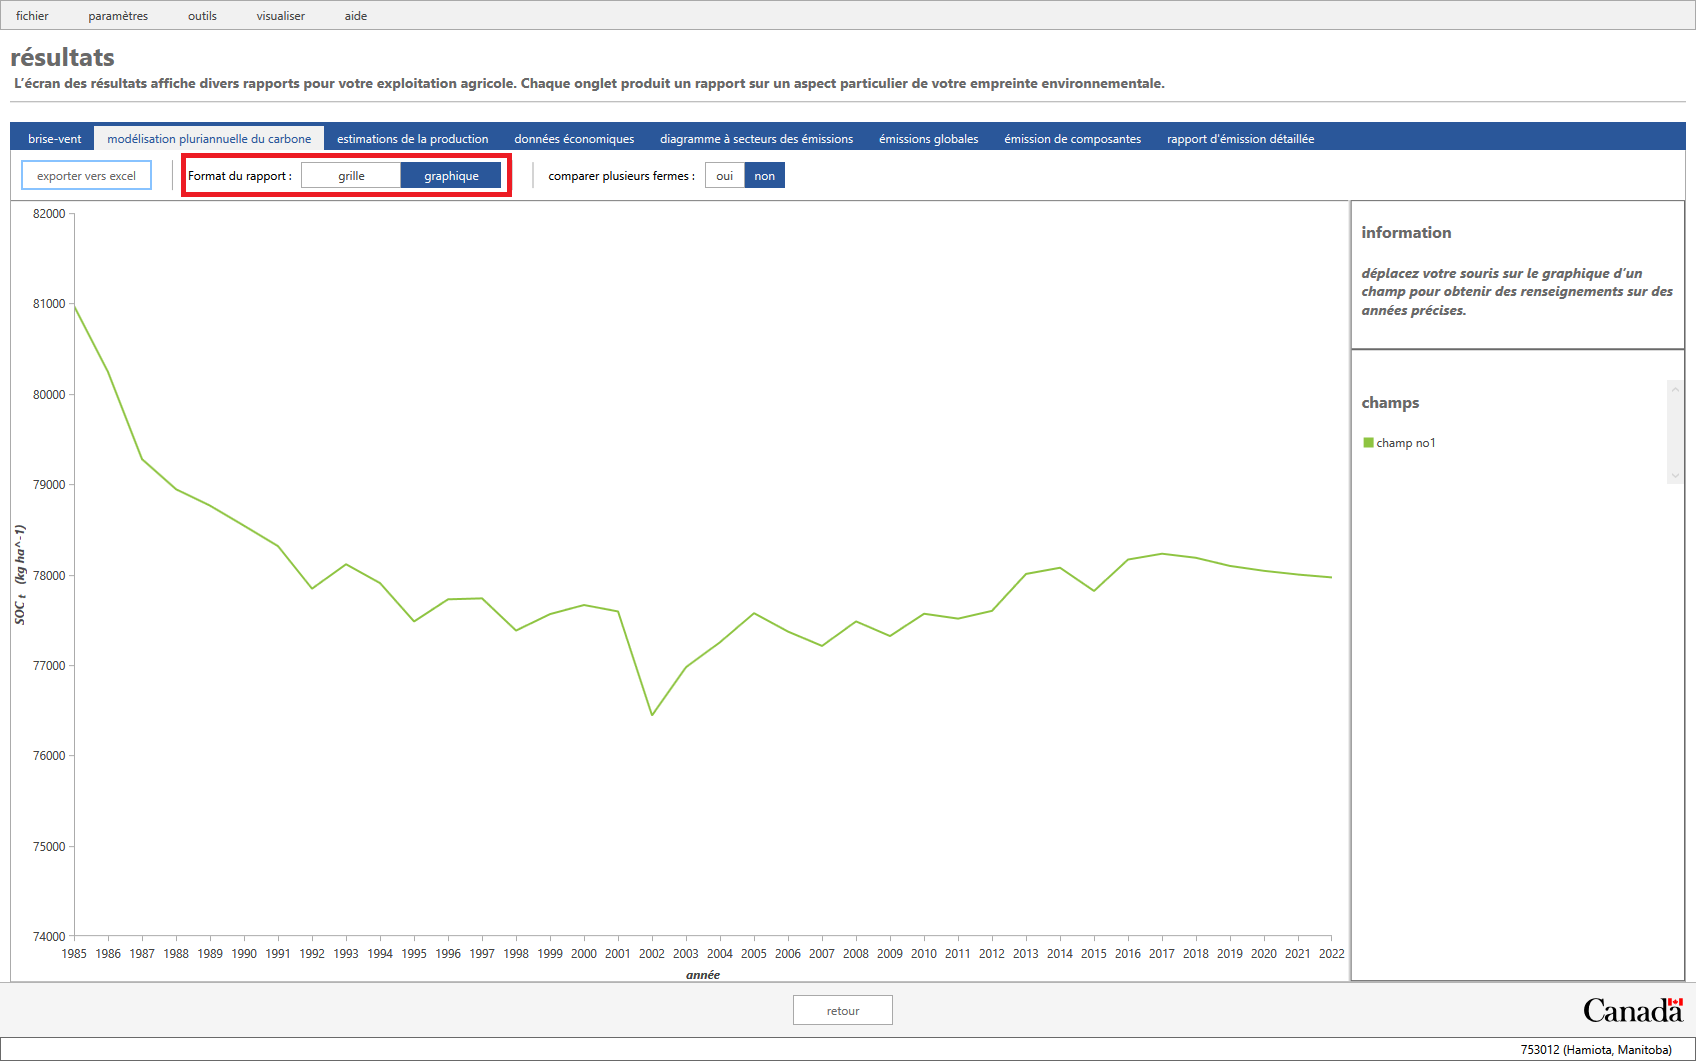 fichier paramètres outils visualiser aide
résultats
L'écran des résultats affiche divers rapports pour votre exploitation agricole. Chaque onglet produit un rapport sur un aspect particulier de votre empreinte environnementale.
brise-vent modélisation pluriannuelle du carbone estimations de la production données économiques diagramme à secteurs des émissions émissions globales émission de composantes rapport d'émission détaillée
exporter vers excel Format du rapport : grille graphique comparer plusieurs fermes : oui non
82000
81000
80000
79000
78000
77000
76000
75000
74000
SOC t (kg ha^-1)
1985 1986 1987 1988 1989 1990 1991 1992 1993 1994 1995 1996 1997 1998 1999 2000 2001 2002 2003 2004 2005 2006 2007 2008 2009 2010 2011 2012 2013 2014 2015 2016 2017 2018 2019 2020 2021 2022
année
information
déplacez votre souris sur le graphique d'un
champ pour obtenir des renseignements sur des
années précises.
champs
champ no1
retour
Canada
753012 (Hamiota, Manitoba)